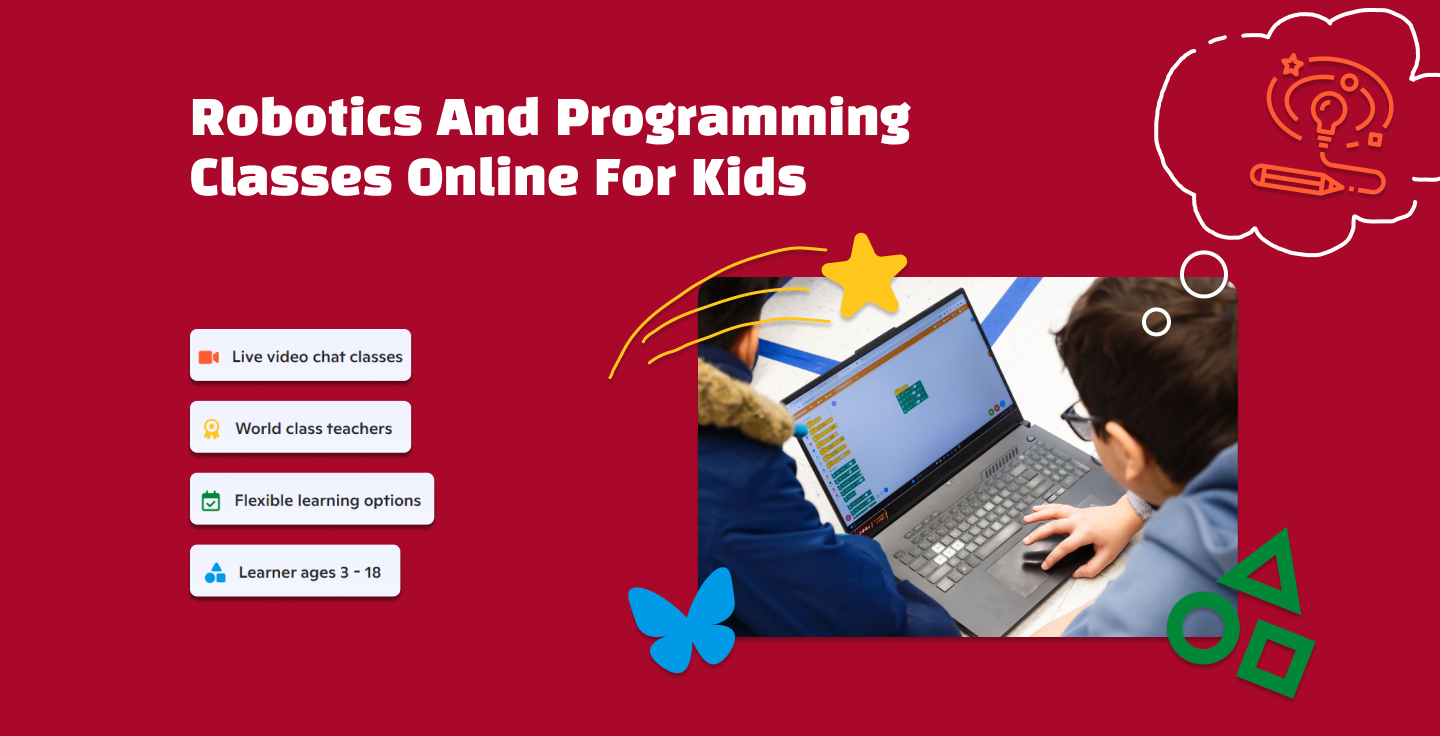 Robotics And Programming
Classes Online For Kids
Live video chat classes
World class teachers
Flexible learning options
Learner ages 3 - 18